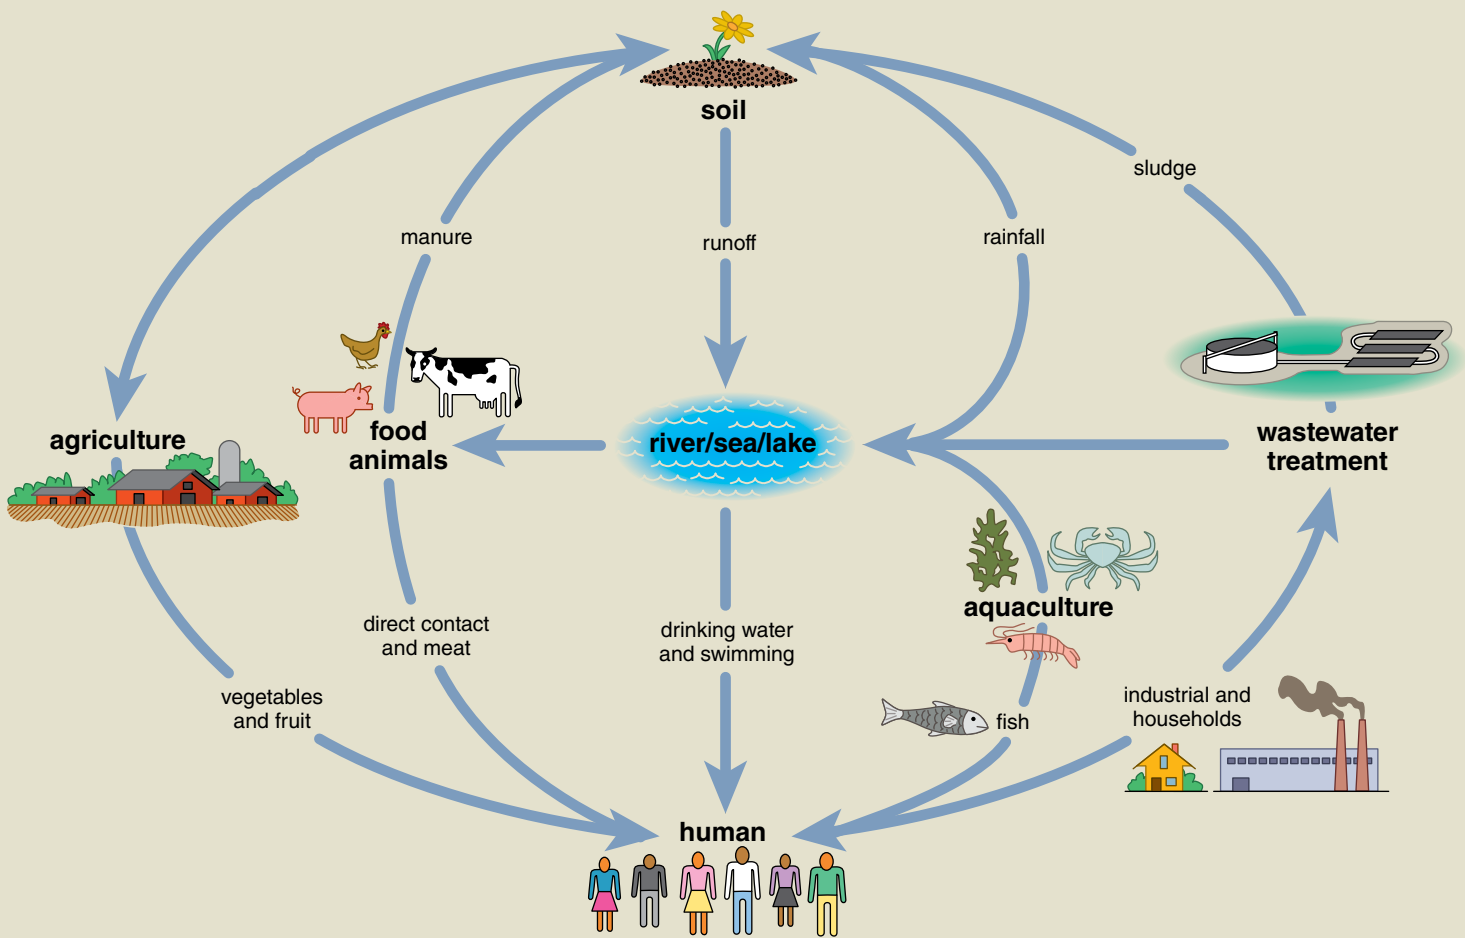 soil
sludge
manure
runoff
rainfall
agriculture
food
animals
river/sea/lake
wastewater
treatment
aquaculture
direct contact
and meat
drinking water
and swimming
vegetables
and fruit
fish
industrial and
households
human